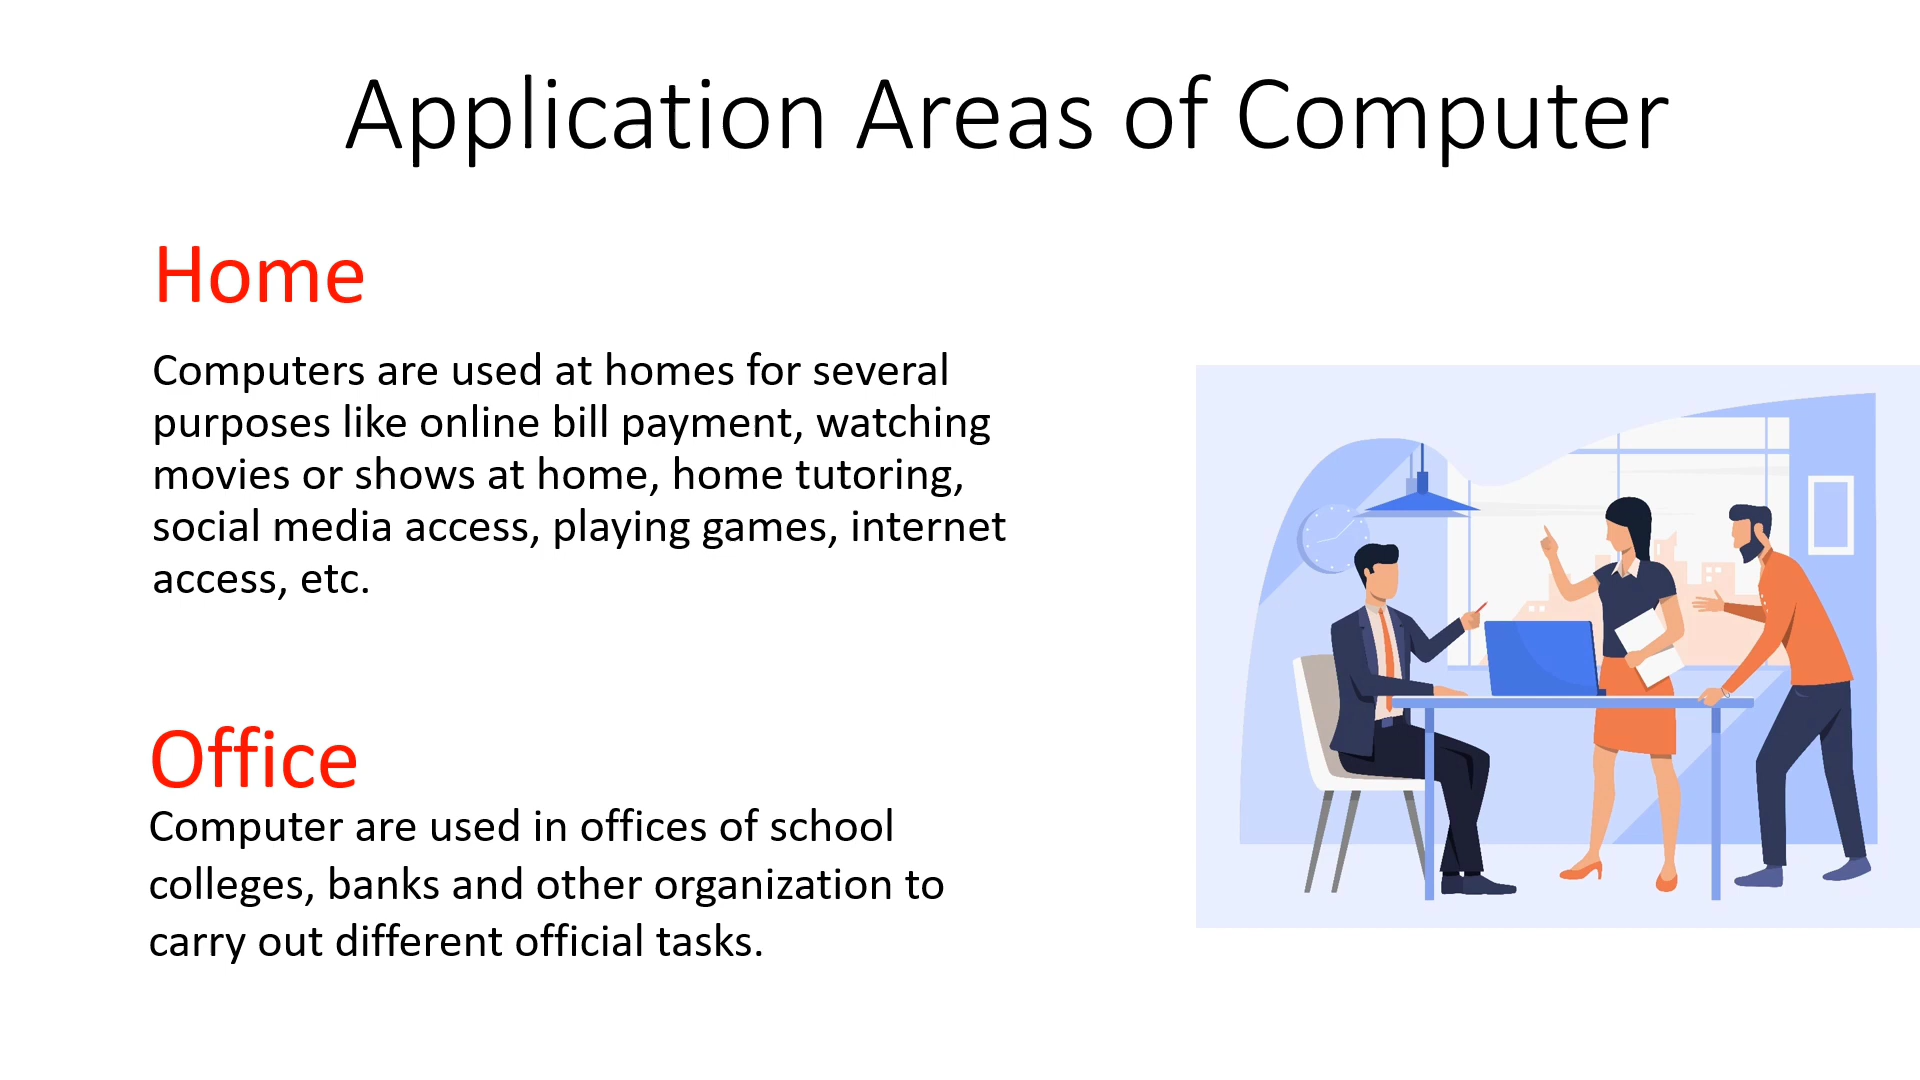 Application Areas of Computer
Home
Computers are used at homes for several
purposes like online bill payment, watching
movies or shows at home, home tutoring,
social media access, playing games, internet
access, etc.
Office
Computer are used in offices of school
colleges, banks and other organization to
carry out different official tasks.